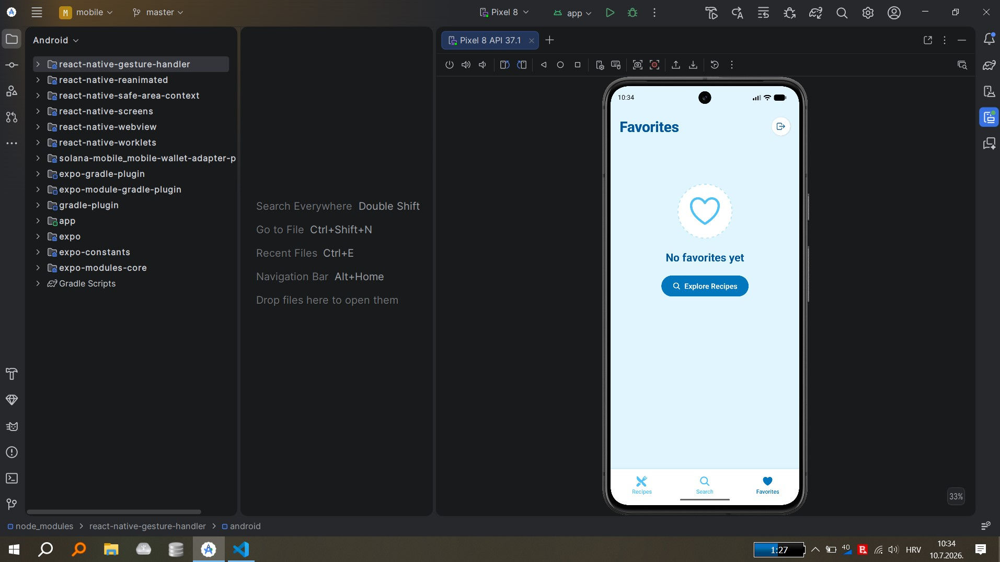 M mobile
master
Pixel 8
app
Android
react-native-gesture-handler
react-native-reanimated
react-native-safe-area-context
react-native-screens
react-native-webview
react-native-worklets
solana-mobile_mobile-wallet-adapter-p
expo-gradle-plugin
expo-module-gradle-plugin
gradle-plugin
app
expo
expo-constants
expo-modules-core
Gradle Scripts
Search Everywhere Double Shift
Go to File Ctrl+Shift+N
Recent Files Ctrl+E
Navigation Bar Alt+Home
Drop files here to open them
Pixel 8 API 37.1
10:34
Favorites
No favorites yet
Explore Recipes
Recipes
Search
Favorites
33%
node_modules > react-native-gesture-handler > android
1:27
40
HRV
10:34
10.7.2026.